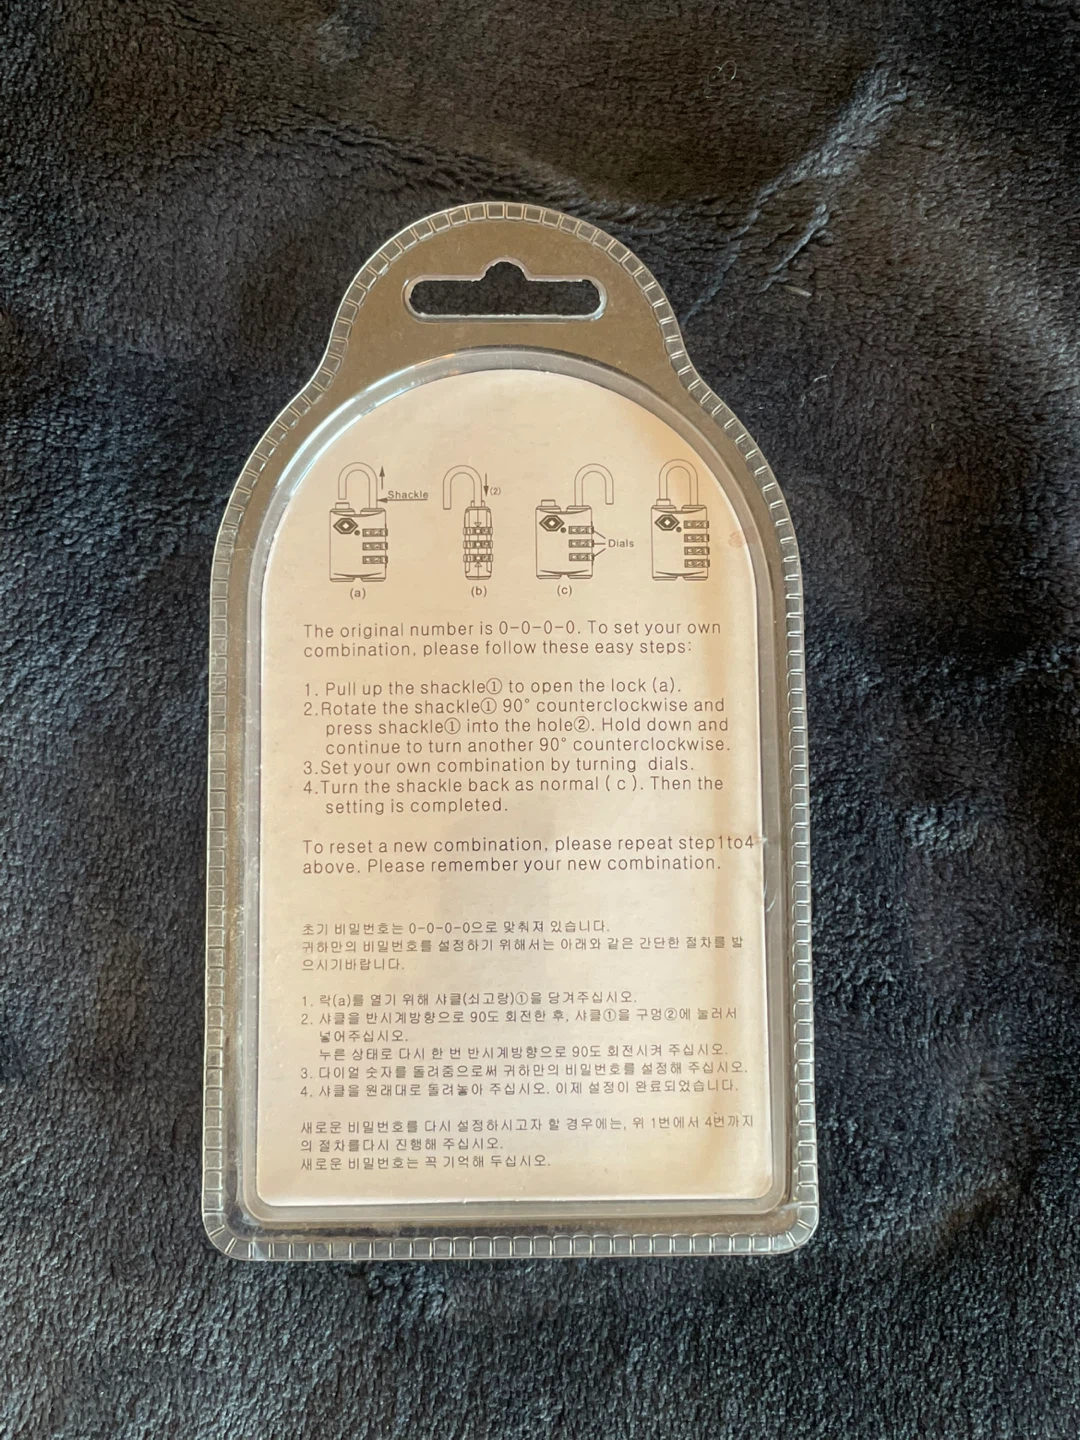 Shackle
(2)
Dials
(a)
(b)
(c)
The original number is 0-0-0-0. To set your own
combination, please follow these easy steps:
1. Pull up the shackle① to open the lock (a).
2.Rotate the shackle① 90° counterclockwise and
press shackle① into the hole②. Hold down and
continue to turn another 90° counterclockwise.
3.Set your own combination by turning dials.
4.Turn the shackle back as normal ( c ). Then the
setting is completed.
To reset a new combination, please repeat step1to4
above. Please remember your new combination.
초기 비밀번호는 0-0-0-0으로 맞춰져 있습니다.
귀하만의 비밀번호를 설정하기 위해서는 아래와 같은 간단한 절차를 밟
으시기바랍니다.
1. 락(a)를 열기 위해 샤클(쇠고랑)①을 당겨주십시오.
2. 샤클을 반시계방향으로 90도 회전한 후, 샤클①을 구멍②에 눌러서
넣어주십시오.
누른 상태로 다시 한 번 반시계방향으로 90도 회전시켜 주십시오.
3. 다이얼 숫자를 돌려줌으로써 귀하만의 비밀번호를 설정해 주십시오.
4. 샤클을 원래대로 돌려놓아 주십시오. 이제 설정이 완료되었습니다.
새로운 비밀번호를 다시 설정하시고자 할 경우에는, 위 1번에서 4번까지
의 절차를다시 진행해 주십시오.
새로운 비밀번호는 꼭 기억해 두십시오.